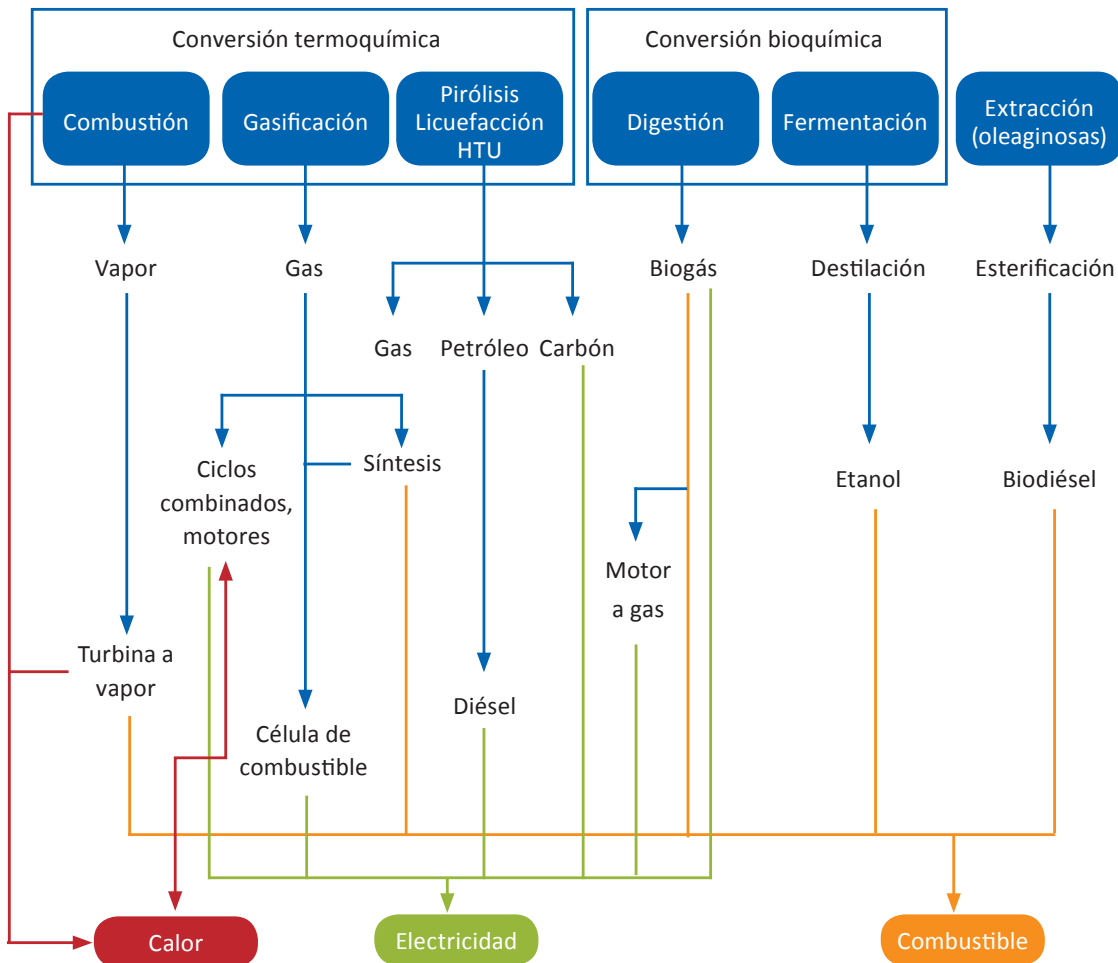 Conversión termoquímica
Conversión bioquímica
Combustión
Gasificación
Pirólisis
Licuefacción
HTU
Digestión
Fermentación
Extracción
(oleaginosas)
Vapor
Gas
Biogás
Destilación
Esterificación
Gas
Petróleo
Carbón
Ciclos
combinados,
motores
Síntesis
Etanol
Biodiésel
Motor
a gas
Turbina a
vapor
Diésel
Célula de
combustible
Calor
Electricidad
Combustible